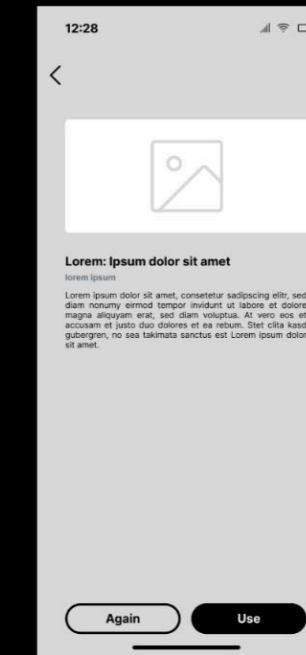 12:28
Lorem: Ipsum dolor sit amet
lorem ipsum
Lorem ipsum dolor sit amet, consetetur sadipscing elitr, sed
diam nonumy eirmod tempor invidunt ut labore et dolore
magna aliquyam erat, sed diam voluptua. At vero eos et
accusam et justo duo dolores et ea rebum. Stet clita kasd
gubergren, no sea takimata sanctus est Lorem ipsum dolor
sit amet.
Again
Use